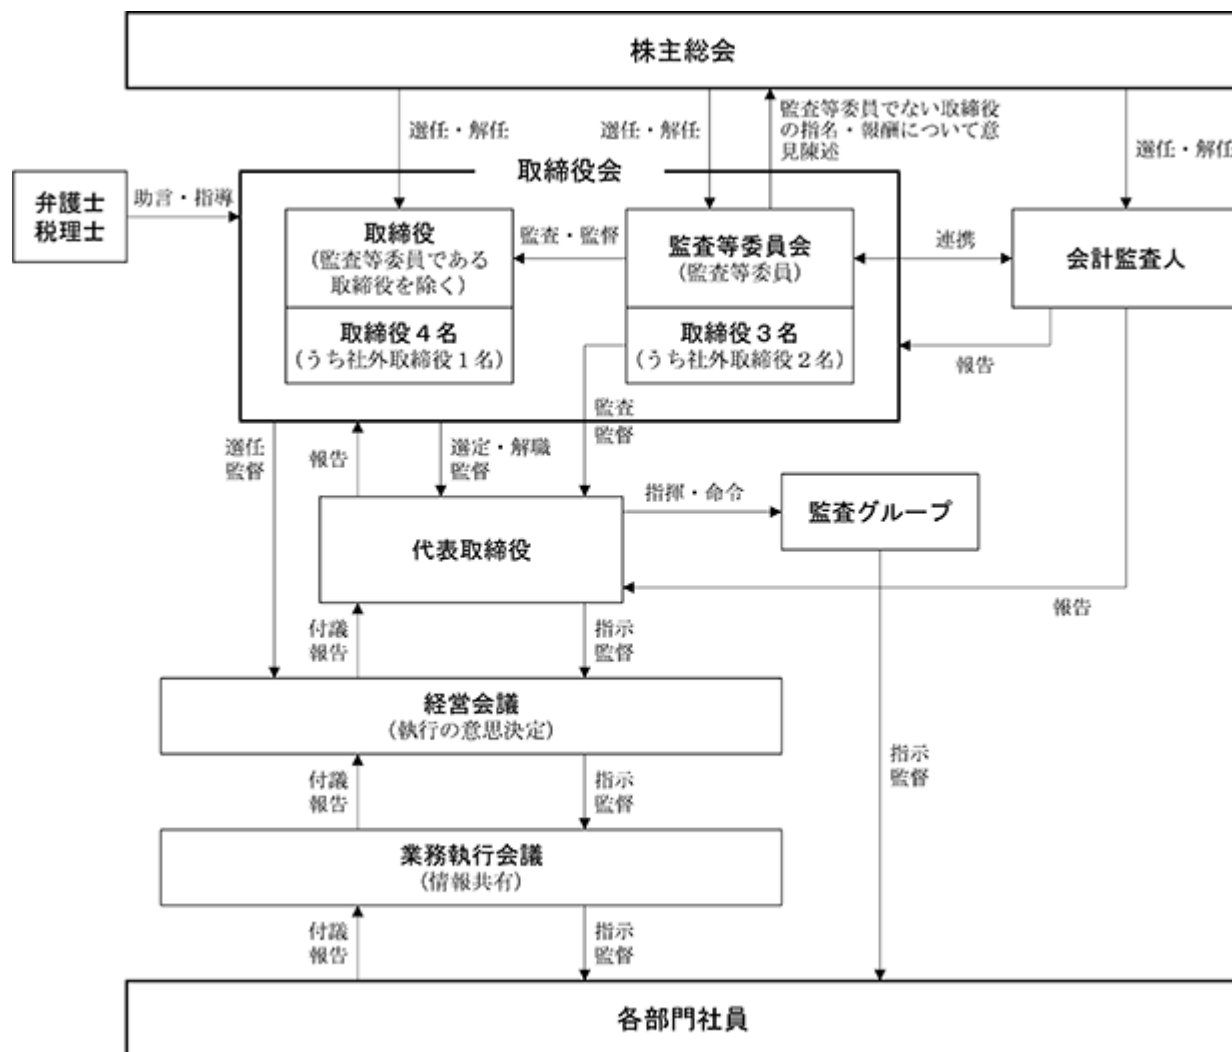 株主総会
選任・解任
選任・解任
監査等委員でない取締役
の指名・報酬について意
見陳述
選任・解任
取締役会
弁護士
税理士
助言・指導
取締役
(監査等委員である
取締役を除く)
監査・監督
監査等委員会
(監査等委員)
連携
会計監査人
取締役4名
(うち社外取締役1名)
取締役3名
(うち社外取締役2名)
報告
監査
監督
選任
監督
報告
選定・解職
監督
指揮・命令
監査グループ
代表取締役
報告
付議
報告
指示
監督
経営会議
(執行の意思決定)
付議
報告
指示
監督
指示
監督
業務執行会議
(情報共有)
付議
報告
指示
監督
各部門社員